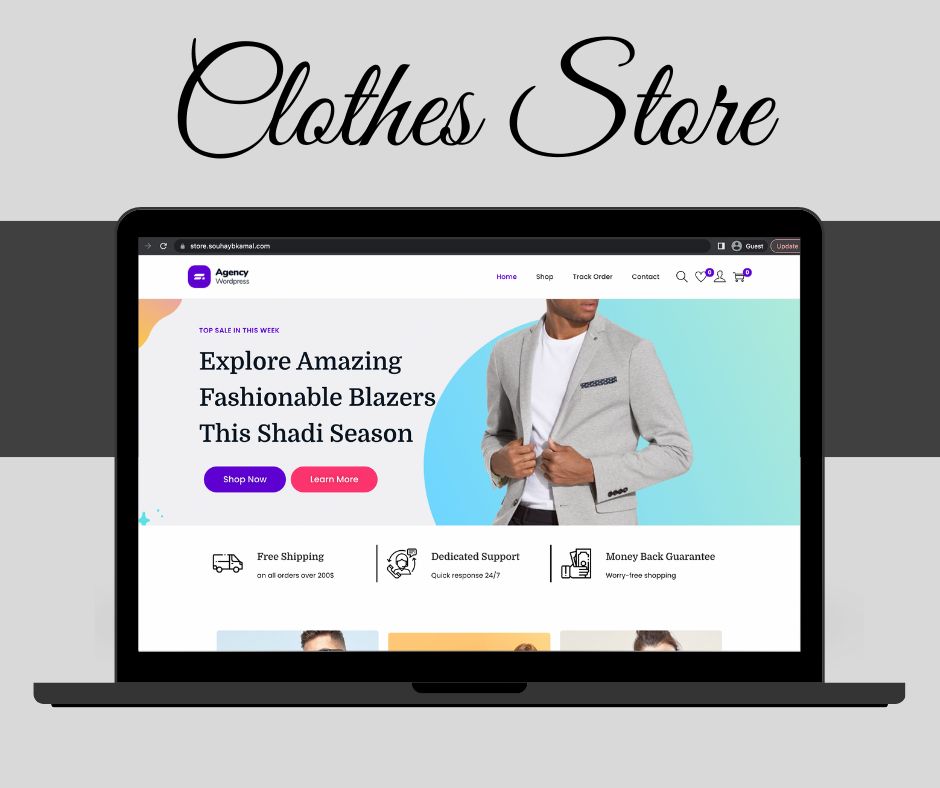 Clothes Store
store.souhaybkamal.com
Guest
Update
Agency
Wordpress
Home
Shop
Track Order
Contact
0
0
TOP SALE IN THIS WEEK
Explore Amazing
Fashionable Blazers
This Shadi Season
Shop Now
Learn More
Free Shipping
on all orders over 200$
Dedicated Support
Quick response 24/7
Money Back Guarantee
Worry-free shopping